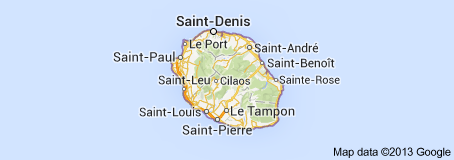 Saint-Denis
Le Port
Saint-André
Saint-Paul
Saint-Benoît
Saint-Leu
Cilaos
Sainte-Rose
Saint-Louis
Le Tampon
Saint-Pierre
Map data ©2013 Google